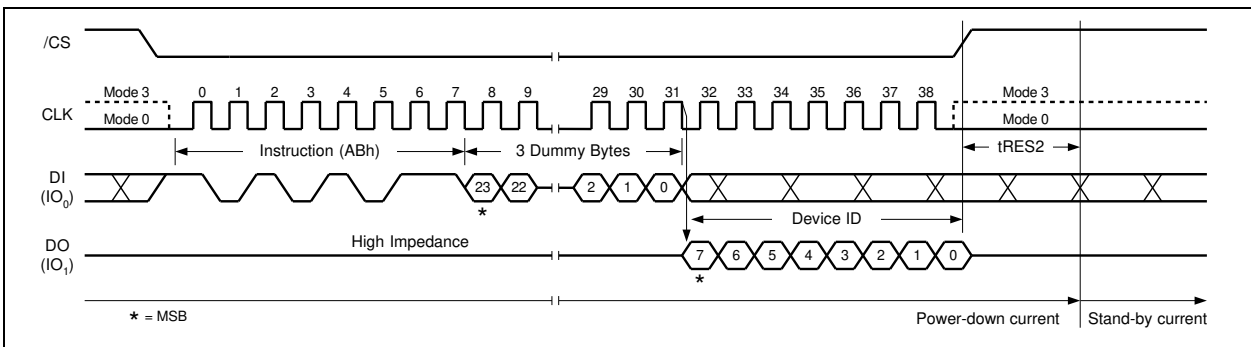 /CS
Mode 3 0 1 2 3 4 5 6 7 8 9 29 30 31 32 33 34 35 36 37 38 Mode 3
CLK
Mode 0 Mode 0
Instruction (ABh) 3 Dummy Bytes tRES2
DI
(IO0)
23 22 2 1 0
*
Device ID
High Impedance
DO
(IO1)
7 6 5 4 3 2 1 0
*
* = MSB
Power-down current Stand-by current